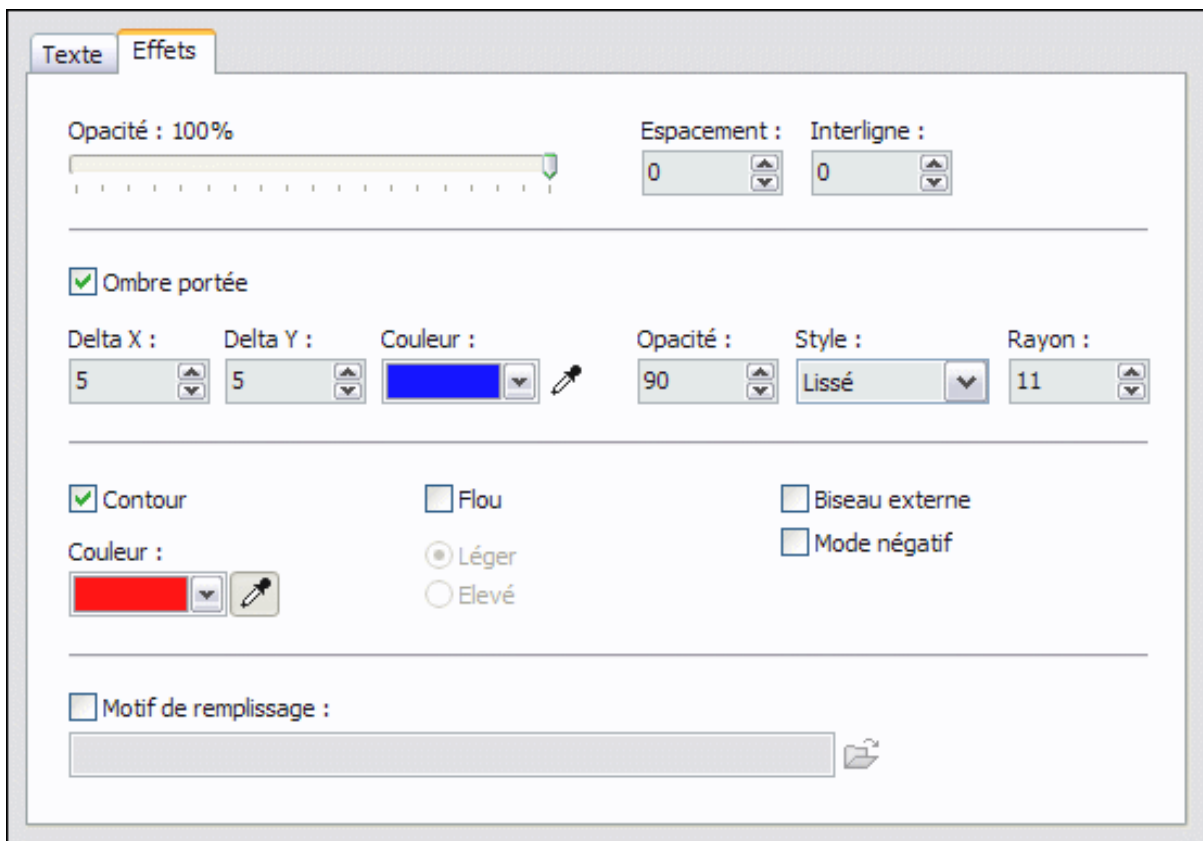 Texte Effets
Opacité : 100% Espacement : Interligne :
0 0
Ombre portée
Delta X : Delta Y : Couleur : Opacité : Style : Rayon :
5 5 90 Lissé 11
Contour Flou Biseau externe
Couleur : Léger Mode négatif
Elevé
Motif de remplissage :